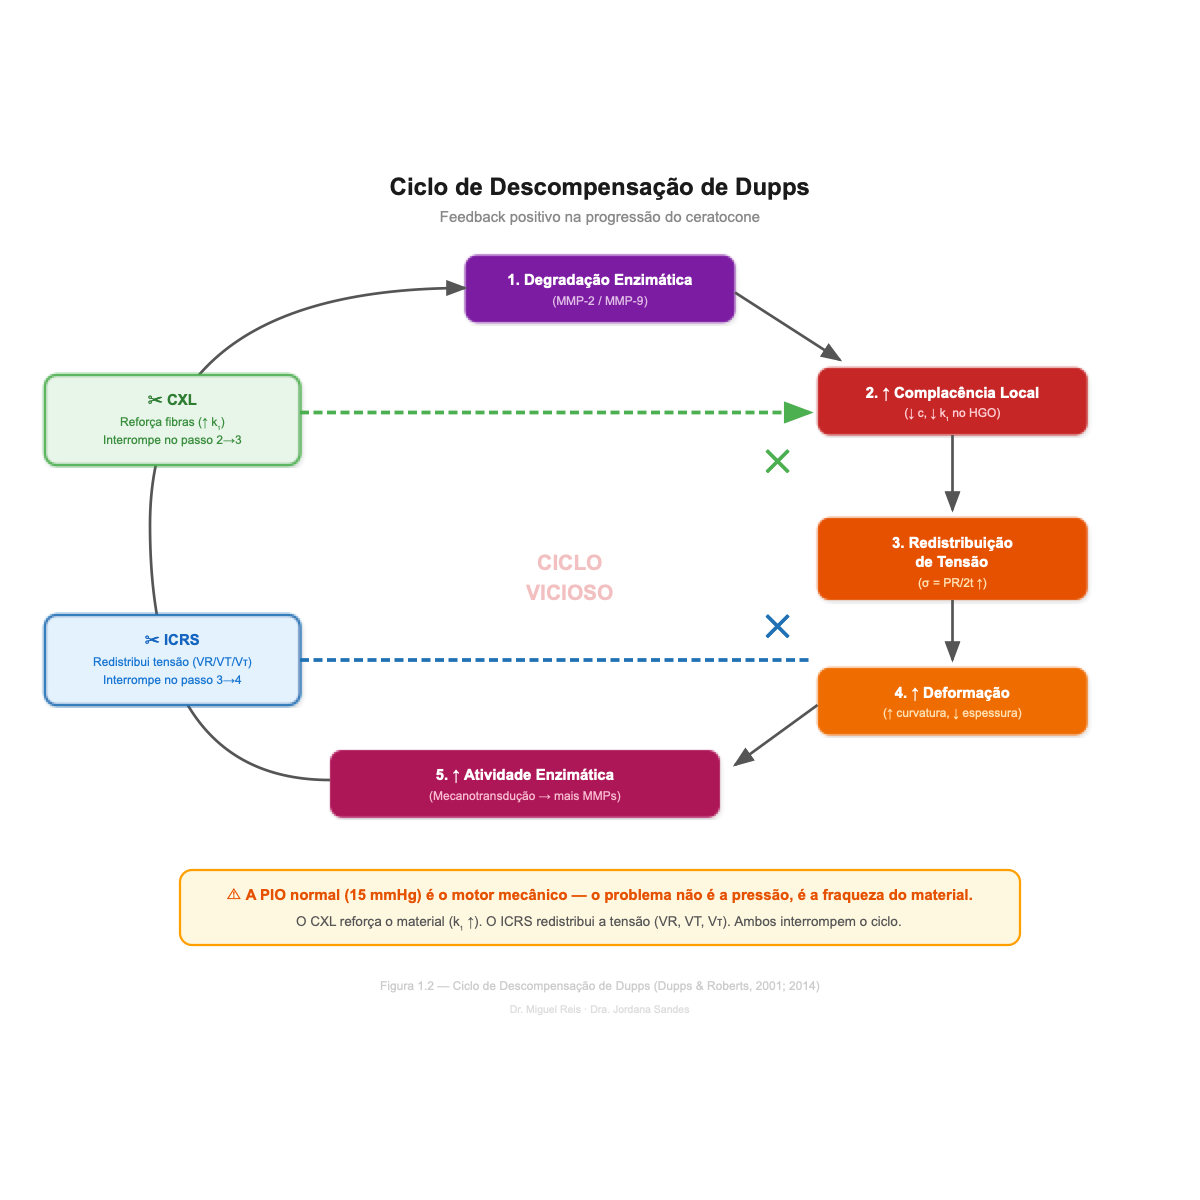 Ciclo de Descompensação de Dupps
Feedback positivo na progressão do ceratocone
1. Degradação Enzimática
(MMP-2 / MMP-9)
✂ CXL
Reforça fibras (↑ k₁)
Interrompe no passo 2→3
2. ↑ Complacência Local
(↓ c, ↓ k₁ no HGO)
3. Redistribuição
de Tensão
(σ = PR/2t ↑)
CICLO
VICIOSO
✂ ICRS
Redistribui tensão (VR/VT/Vτ)
Interrompe no passo 3→4
4. ↑ Deformação
(↑ curvatura, ↓ espessura)
5. ↑ Atividade Enzimática
(Mecanotransdução → mais MMPs)
⚠ A PIO normal (15 mmHg) é o motor mecânico — o problema não é a pressão, é a fraqueza do material.
O CXL reforça o material (k₁ ↑). O ICRS redistribui a tensão (VR, VT, Vτ). Ambos interrompem o ciclo.
Figura 1.2 — Ciclo de Descompensação de Dupps (Dupps & Roberts, 2001; 2014)
Dr. Miguel Reis · Dra. Jordana Sandes